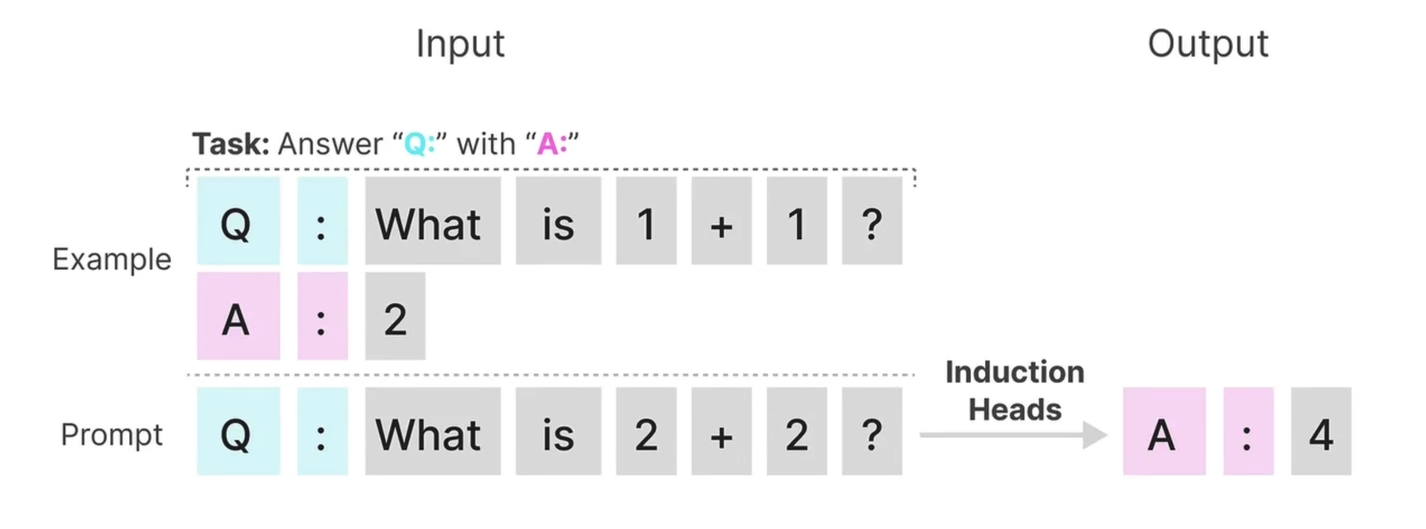 Input
Output
Task: Answer “Q:” with “A:”
Example
Q : What is 1 + 1 ?
A : 2
Prompt
Q : What is 2 + 2 ?
Induction
Heads
A : 4